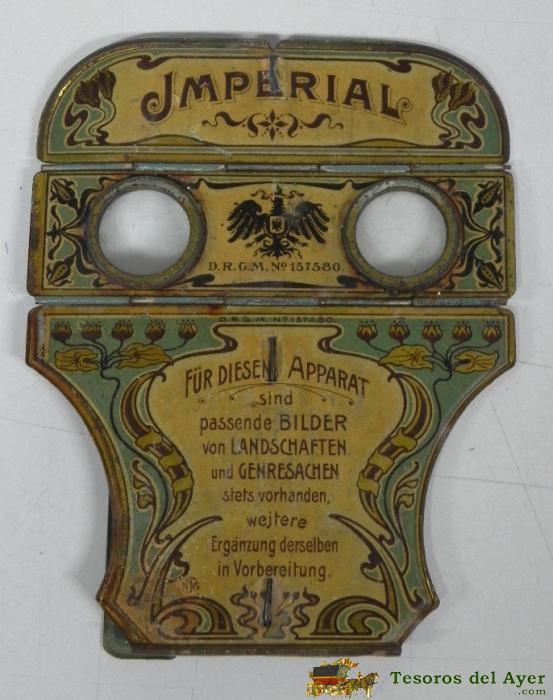 IMPERIAL
D.R.G.M. No 157580.
D.R.G.M. No 157580.
FÜR DIESEN APPARAT
sind
passende BILDER
von LANDSCHAFTEN
und GENRESACHEN
stets vorhanden,
weitere
Ergänzung derselben
in Vorbereitung.
Tesoros del Ayer
.com